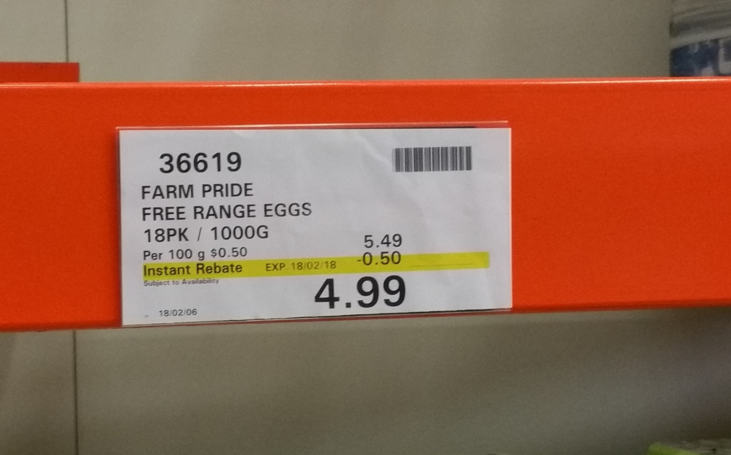 36619
FARM PRIDE
FREE RANGE EGGS
18PK / 1000G
5.49
Per 100 g $0.50
-0.50
Instant Rebate EXP. 18/02/18
Subject to Availability
4.99
18/02/06